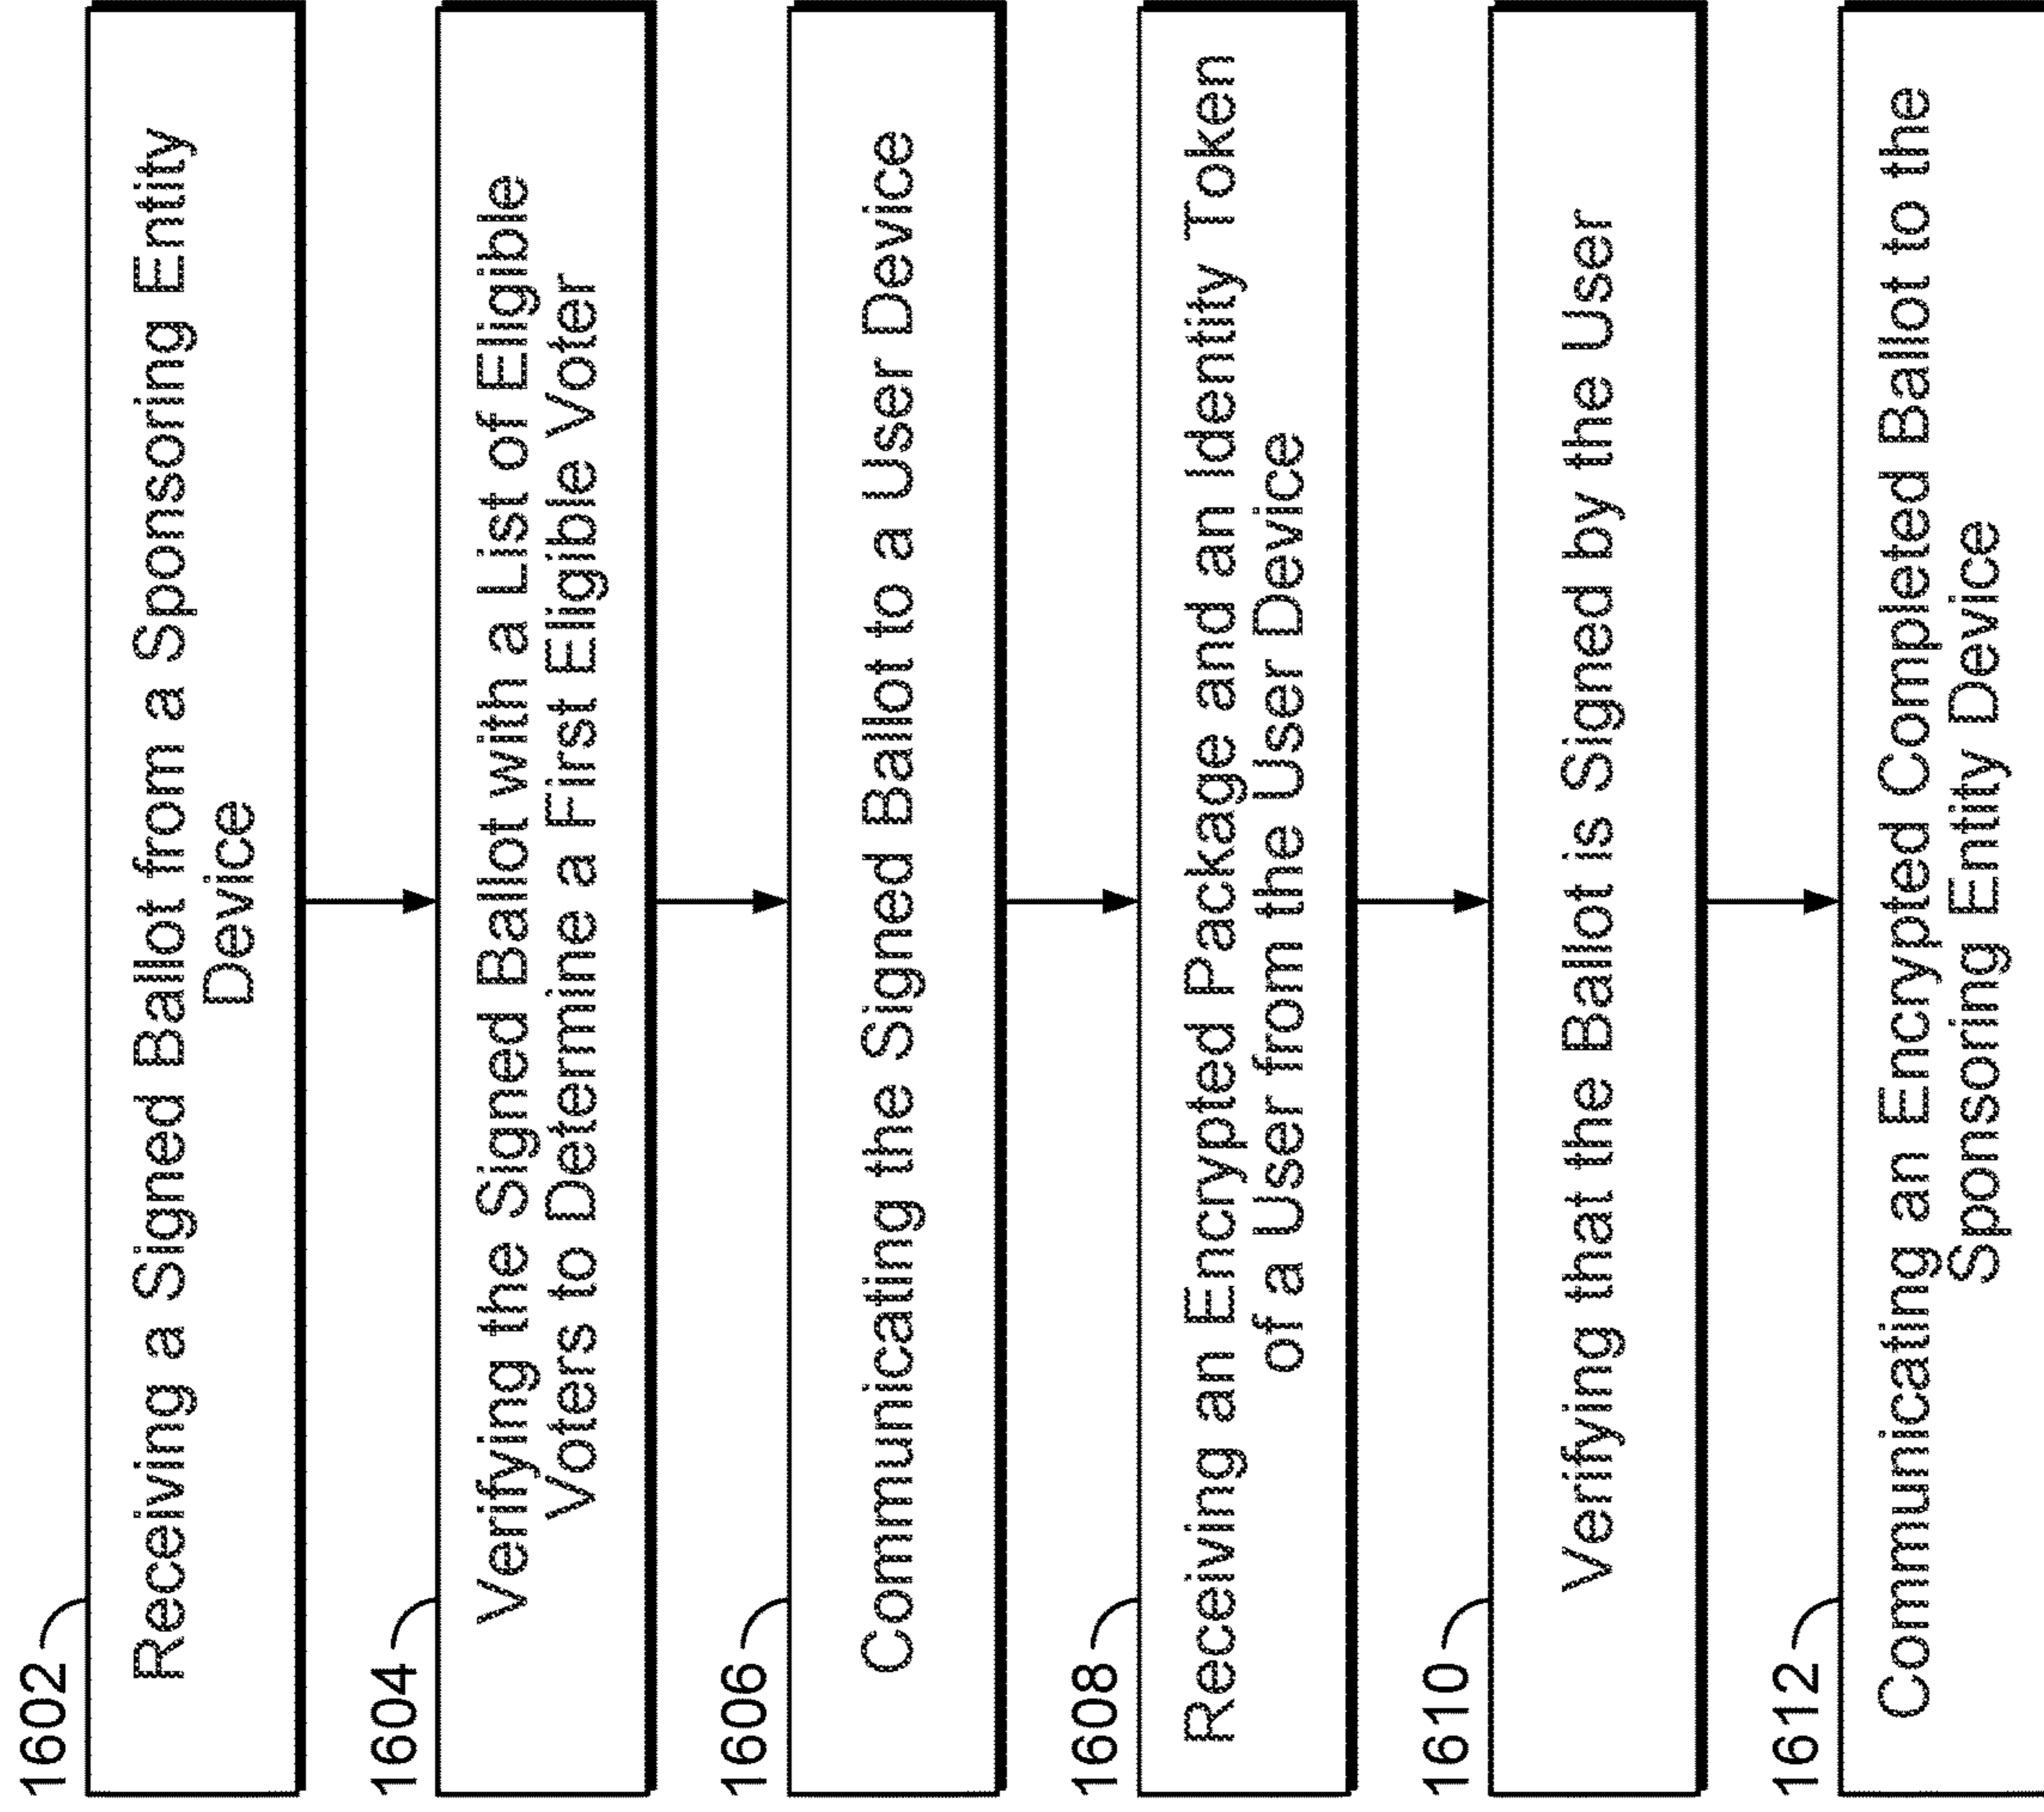 1602
Receiving a Signed Ballot from a Sponsoring Entity
Device
1604
Verifying the Signed Ballot with a List of Eligible
Voters to Determine a First Eligible Voter
1606
Communicating the Signed Ballot to a User Device
1608
Receiving an Encrypted Package and an Identity Token
of a User from the User Device
1610
Verifying that the Ballot is Signed by the User
1612
Communicating an Encrypted Completed Ballot to the
Sponsoring Entity Device